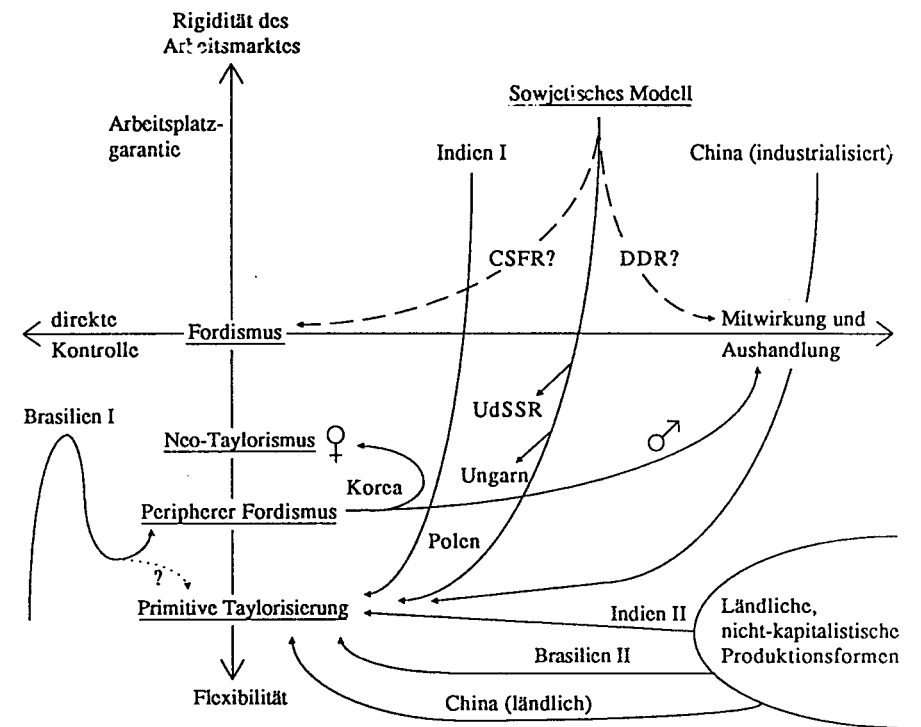 Rigidität des
Arbeitsmarktes
Sowjetisches Modell
Arbeitsplatz-
garantie
Indien I
China (industrialisiert)
CSFR?
DDR?
direkte
Kontrolle
Fordismus
Mitwirkung und
Aushandlung
UdSSR
Brasilien I
Neo-Taylorismus ♀
♂
Ungarn
Korea
Peripherer Fordismus
Polen
?
Primitive Taylorisierung
Indien II
Ländliche,
nicht-kapitalistische
Produktionsformen
Brasilien II
Flexibilität
China (ländlich)